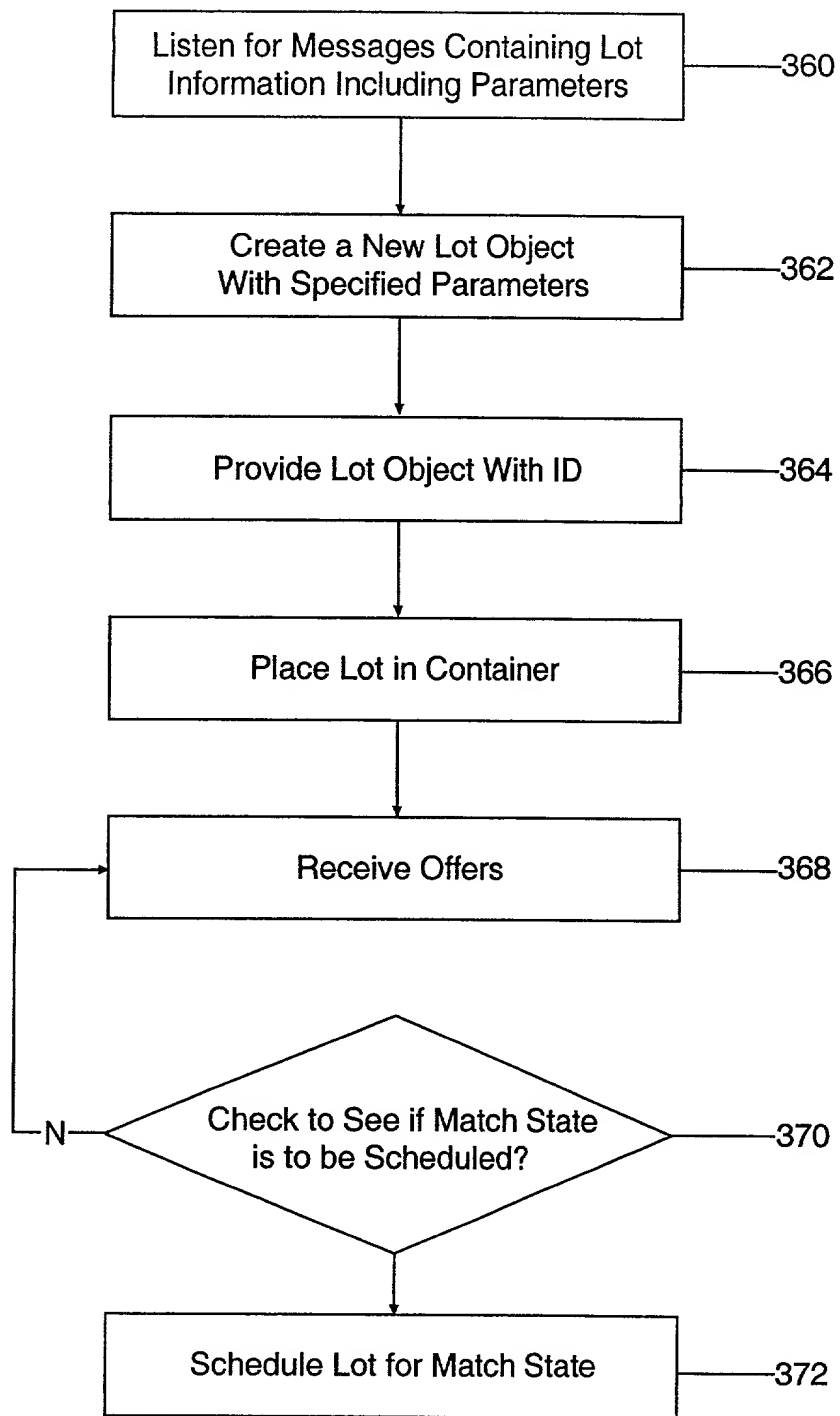 Listen for Messages Containing Lot
Information Including Parameters
360
Create a New Lot Object
With Specified Parameters
362
Provide Lot Object With ID
364
Place Lot in Container
366
Receive Offers
368
Check to See if Match State
is to be Scheduled?
N
370
Schedule Lot for Match State
372